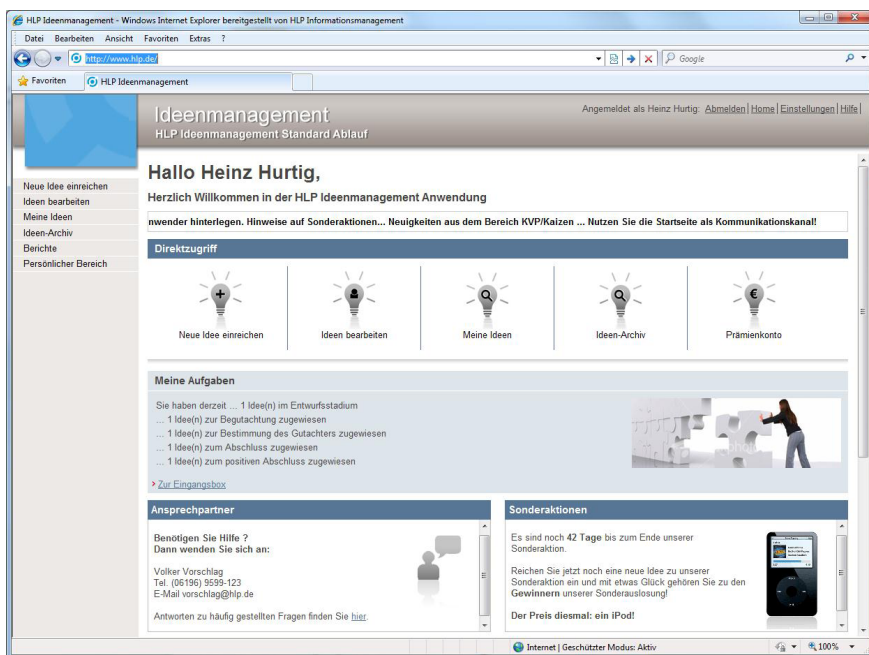 HLP Ideenmanagement - Windows Internet Explorer bereitgestellt von HLP Informationsmanagement
Datei Bearbeiten Ansicht Favoriten Extras ?
http://www.hlp.de/
Google
Favoriten HLP Ideenmanagement
Ideenmanagement
HLP Ideenmanagement Standard Ablauf
Angemeldet als Heinz Hurtig: Abmelden | Home | Einstellungen | Hilfe |
Neue Idee einreichen
Ideen bearbeiten
Meine Ideen
Ideen-Archiv
Berichte
Persönlicher Bereich
Hallo Heinz Hurtig,
Herzlich Willkommen in der HLP Ideenmanagement Anwendung
nwender hinterlegen. Hinweise auf Sonderaktionen... Neuigkeiten aus dem Bereich KVP/Kaizen ... Nutzen Sie die Startseite als Kommunikationskanal!
Direktzugriff
Neue Idee einreichen
Ideen bearbeiten
Meine Ideen
Ideen-Archiv
€
Prämienkonto
Meine Aufgaben
Sie haben derzeit ... 1 Idee(n) im Entwurfsstadium
... 1 Idee(n) zur Begutachtung zugewiesen
... 1 Idee(n) zur Bestimmung des Gutachters zugewiesen
... 1 Idee(n) zum Abschluss zugewiesen
... 1 Idee(n) zum positiven Abschluss zugewiesen
Zur Eingangsbox
Ansprechpartner
Benötigen Sie Hilfe ?
Dann wenden Sie sich an:
Volker Vorschlag
Tel. (06196) 9599-123
E-Mail vorschlag@hlp.de
Antworten zu häufig gestellten Fragen finden Sie hier.
Sonderaktionen
Es sind noch 42 Tage bis zum Ende unserer
Sonderaktion.
Reichen Sie jetzt noch eine neue Idee zu unserer
Sonderaktion ein und mit etwas Glück gehören Sie zu den
Gewinnern unserer Sonderauslosung!
Der Preis diesmal: ein iPod!
Internet | Geschützter Modus: Aktiv
100%